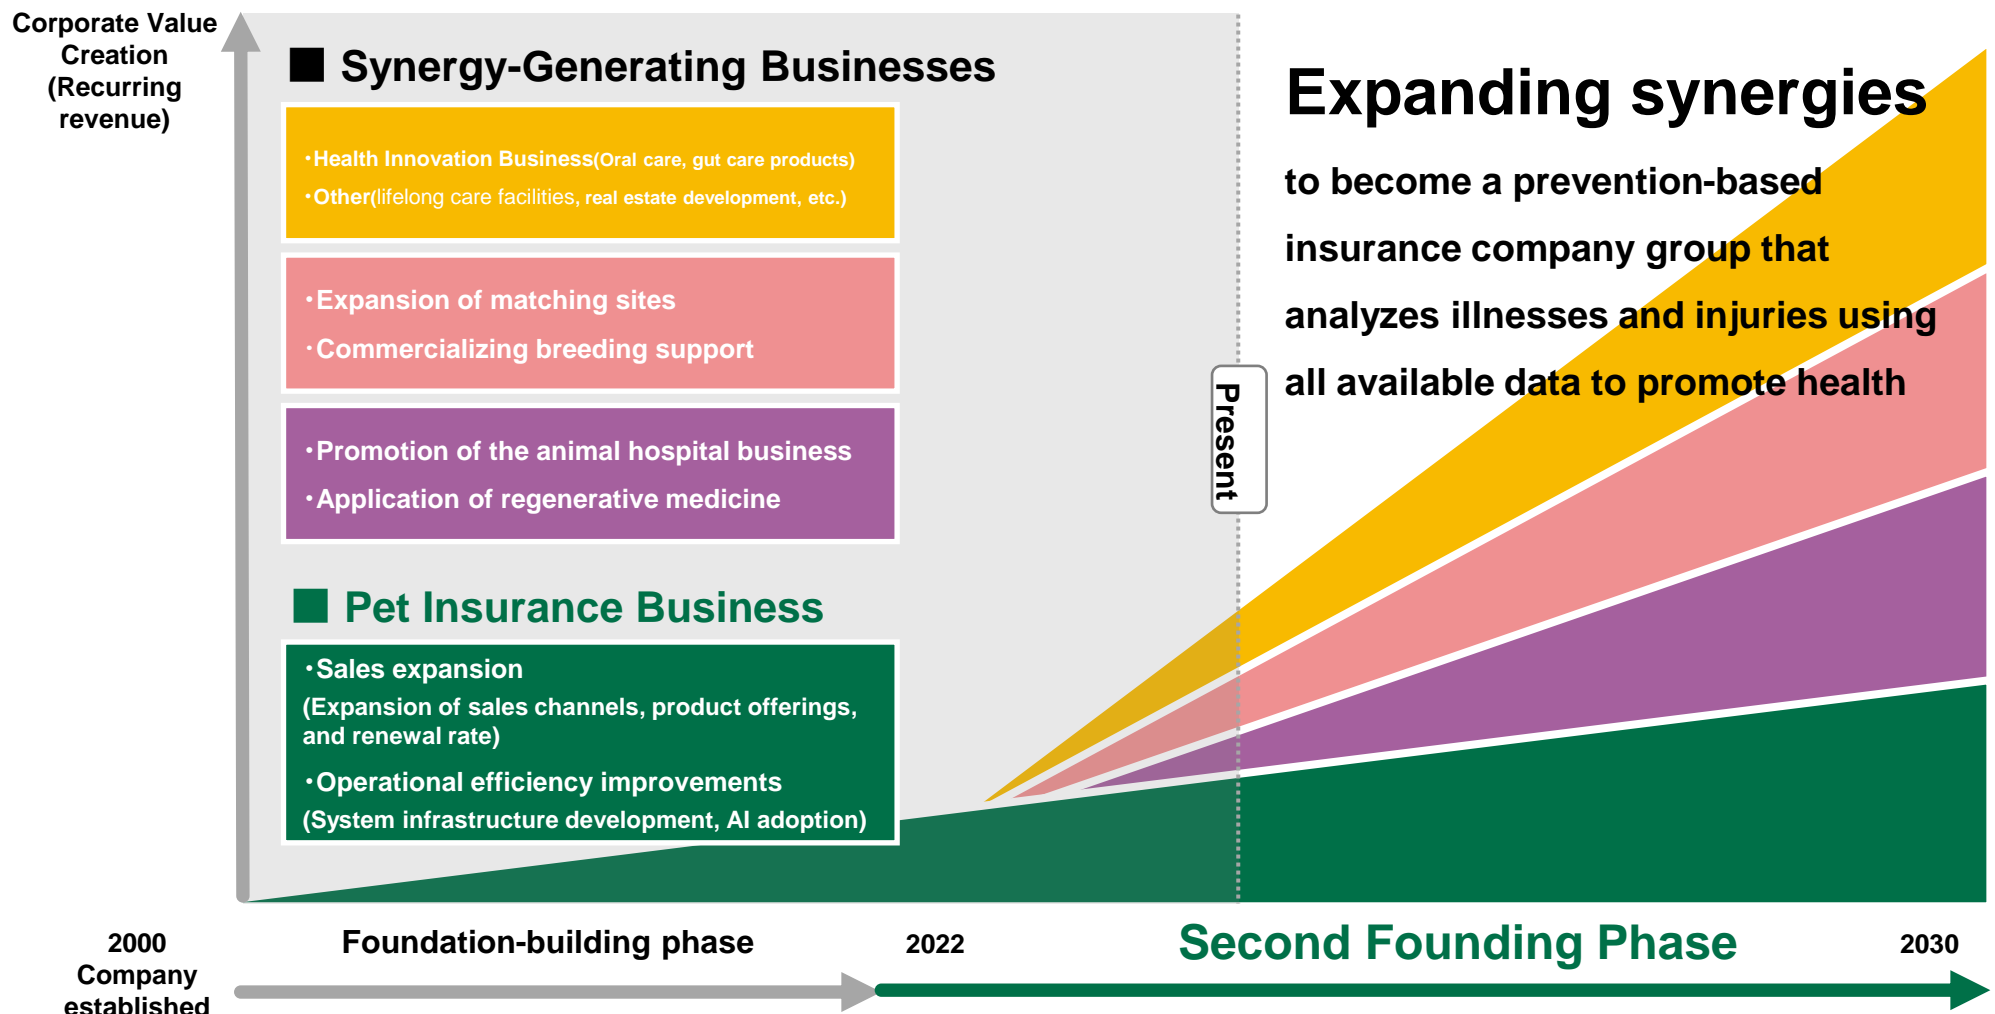 Corporate Value
Creation
(Recurring
revenue)
■ Synergy-Generating Businesses
・Health Innovation Business(Oral care, gut care products)
・Other(lifelong care facilities, real estate development, etc.)
・Expansion of matching sites
・Commercializing breeding support
・Promotion of the animal hospital business
・Application of regenerative medicine
■ Pet Insurance Business
・Sales expansion
(Expansion of sales channels, product offerings,
and renewal rate)
・Operational efficiency improvements
(System infrastructure development, AI adoption)
Expanding synergies
to become a prevention-based
insurance company group that
analyzes illnesses and injuries using
all available data to promote health
Present
2000
Company
established
Foundation-building phase
2022
Second Founding Phase
2030